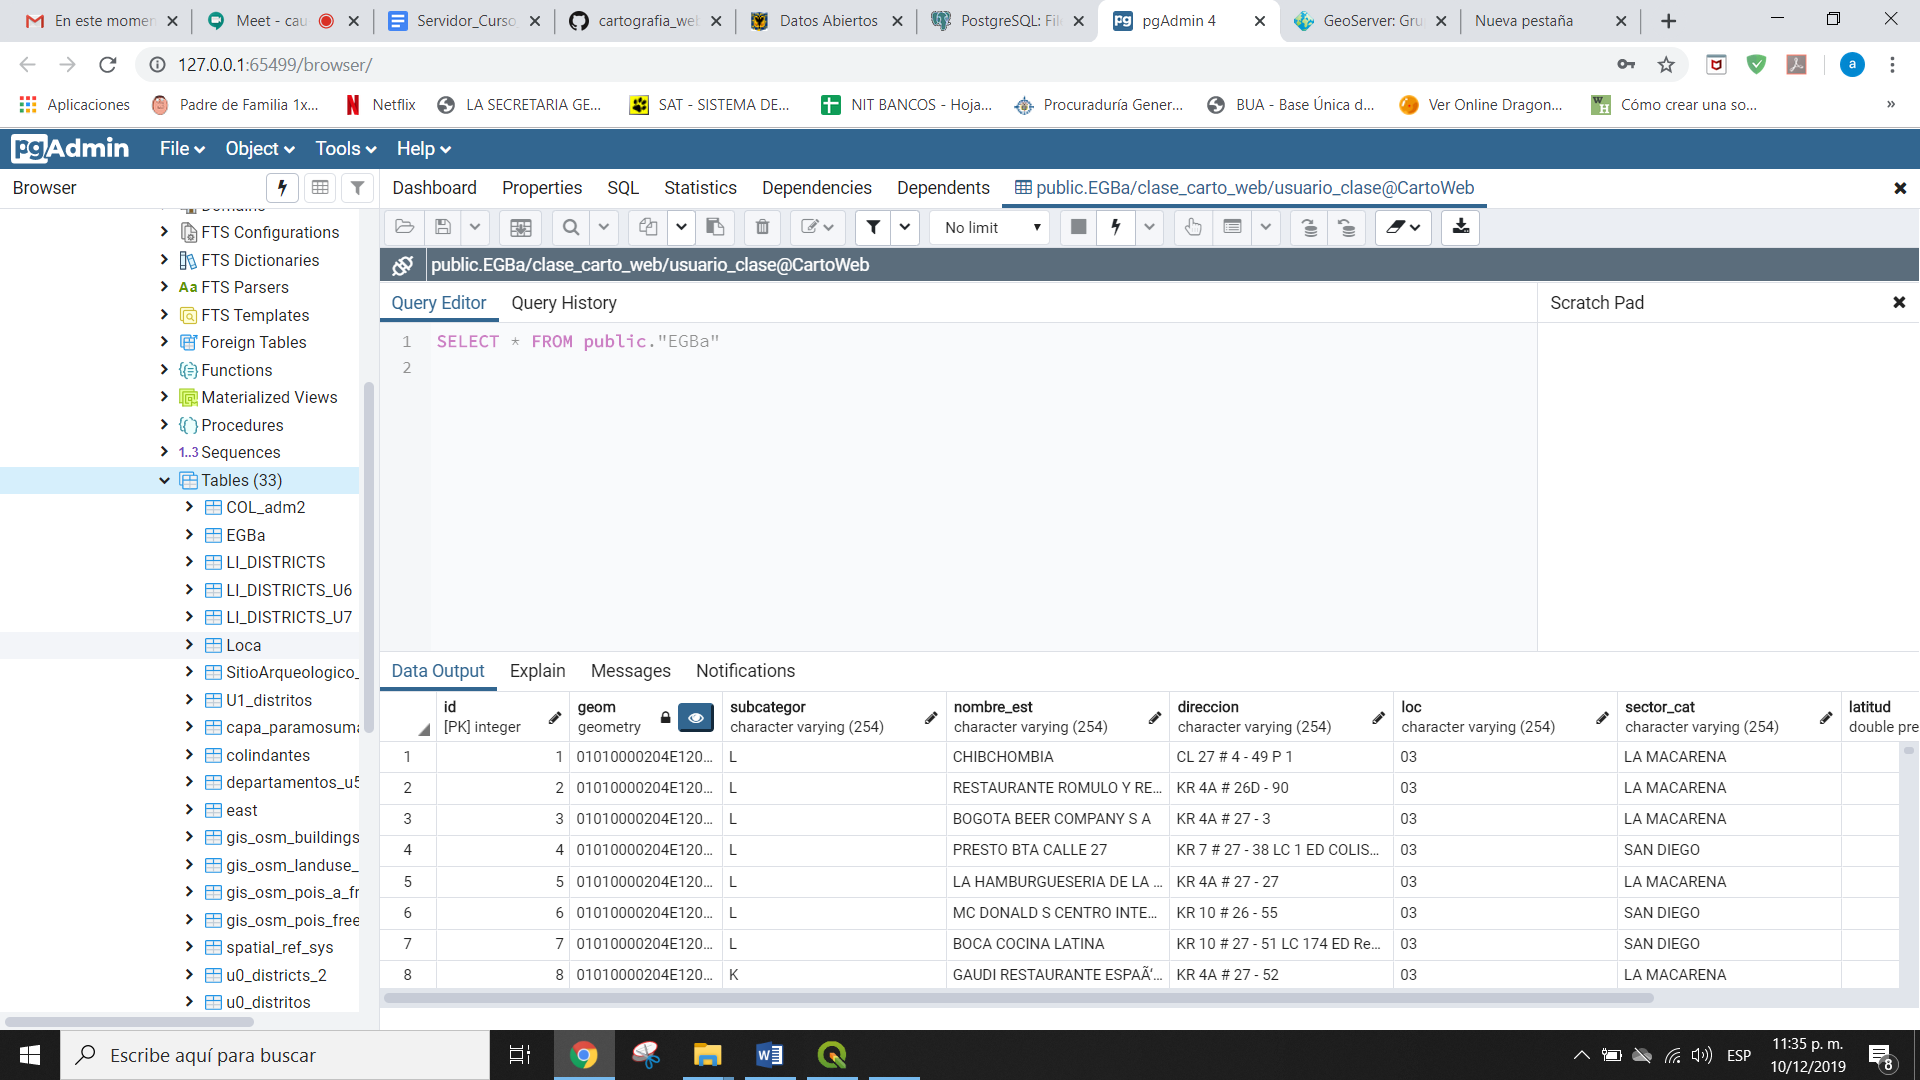 En este momen
Meet - cau
Servidor_Curso
cartografia_we
Datos Abiertos
PostgreSQL: File
pgAdmin 4
GeoServer: Gru
Nueva pestaña
127.0.0.1:65499/browser/
a
Aplicaciones
Padre de Familia 1x...
Netflix
LA SECRETARIA GE...
SAT - SISTEMA DE...
NIT BANCOS - Hoja...
Procuraduría Gener...
BUA - Base Única d...
Ver Online Dragon...
Cómo crear una so...
»
pgAdmin
File
Object
Tools
Help
Browser
Dashboard
Properties
SQL
Statistics
Dependencies
Dependents
public.EGBa/clase_carto_web/usuario_clase@CartoWeb
No limit
public.EGBa/clase_carto_web/usuario_clase@CartoWeb
Query Editor
Query History
Scratch Pad
1 SELECT * FROM public."EGBa"
2
Domains
FTS Configurations
FTS Dictionaries
Aa FTS Parsers
FTS Templates
Foreign Tables
Functions
Materialized Views
Procedures
1..3 Sequences
Tables (33)
COL_adm2
EGBa
LI_DISTRICTS
LI_DISTRICTS_U6
LI_DISTRICTS_U7
Loca
SitioArqueologico_
U1_distritos
capa_paramosuma
colindantes
departamentos_u5
east
gis_osm_buildings
gis_osm_landuse_
gis_osm_pois_a_fr
gis_osm_pois_free
spatial_ref_sys
u0_districts_2
u0_distritos
Data Output
Explain
Messages
Notifications
id [PK] integer
geom geometry
subcategor character varying (254)
nombre_est character varying (254)
direccion character varying (254)
loc character varying (254)
sector_cat character varying (254)
latitud double pre
1 1 01010000204E120... L CHIBCHOMBIA CL 27 # 4 - 49 P 1 03 LA MACARENA
2 2 01010000204E120... L RESTAURANTE ROMULO Y RE... KR 4A # 26D - 90 03 LA MACARENA
3 3 01010000204E120... L BOGOTA BEER COMPANY S A KR 4A # 27 - 3 03 LA MACARENA
4 4 01010000204E120... L PRESTO BTA CALLE 27 KR 7 # 27 - 38 LC 1 ED COLIS... 03 SAN DIEGO
5 5 01010000204E120... L LA HAMBURGUESERIA DE LA ... KR 4A # 27 - 27 03 LA MACARENA
6 6 01010000204E120... L MC DONALD S CENTRO INTE... KR 10 # 26 - 55 03 SAN DIEGO
7 7 01010000204E120... L BOCA COCINA LATINA KR 10 # 27 - 51 LC 174 ED Re... 03 SAN DIEGO
8 8 01010000204E120... K GAUDI RESTAURANTE ESPAÃ‘... KR 4A # 27 - 52 03 LA MACARENA
Escribe aquí para buscar
ESP
11:35 p. m.
10/12/2019
8